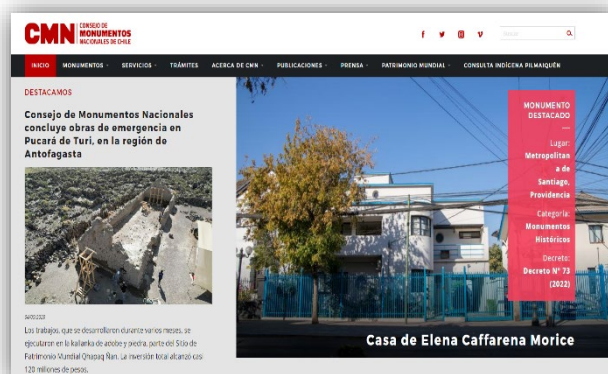 CMN
CONSEJO DE
MONUMENTOS
NACIONALES DE CHILE
Buscar
INICIO MONUMENTOS SERVICIOS TRÁMITES ACERCA DE CMN PUBLICACIONES PRENSA PATRIMONIO MUNDIAL CONSULTA INDÍGENA PILMAIQUÉN
DESTACAMOS
Consejo de Monumentos Nacionales
concluye obras de emergencia en
Pucará de Turi, en la región de
Antofagasta
Los trabajos, que se desarrollaron durante varios meses, se
ejecutaron en la kallanka de adobe y piedra, parte del Sitio de
Patrimonio Mundial Qhapaq Ñan. La inversión total alcanzó casi
120 millones de pesos.
MONUMENTO
DESTACADO
Lugar:
Metropolitan
a de
Santiago,
Providencia
Categoría:
Monumentos
Históricos
Decreto:
Decreto N° 73
(2022)
Casa de Elena Caffarena Morice